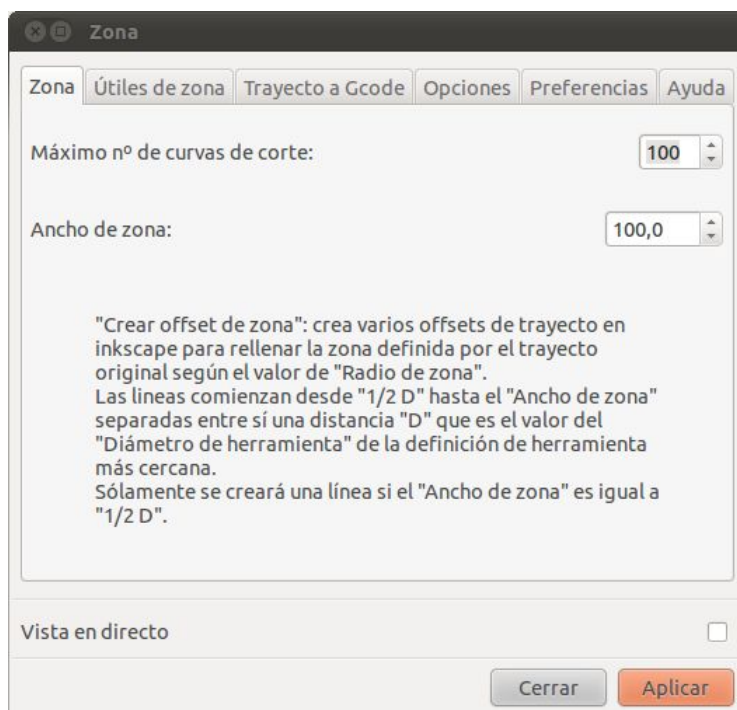 Zona
Zona Útiles de zona Trayecto a Gcode Opciones Preferencias Ayuda
Máximo nº de curvas de corte: 100
Ancho de zona: 100,0
"Crear offset de zona": crea varios offsets de trayecto en
inkscape para rellenar la zona definida por el trayecto
original según el valor de "Radio de zona".
Las lineas comienzan desde "1/2 D" hasta el "Ancho de zona"
separadas entre sí una distancia "D" que es el valor del
"Diámetro de herramienta" de la definición de herramienta
más cercana.
Sólamente se creará una línea si el "Ancho de zona" es igual a
"1/2 D".
Vista en directo
Cerrar Aplicar